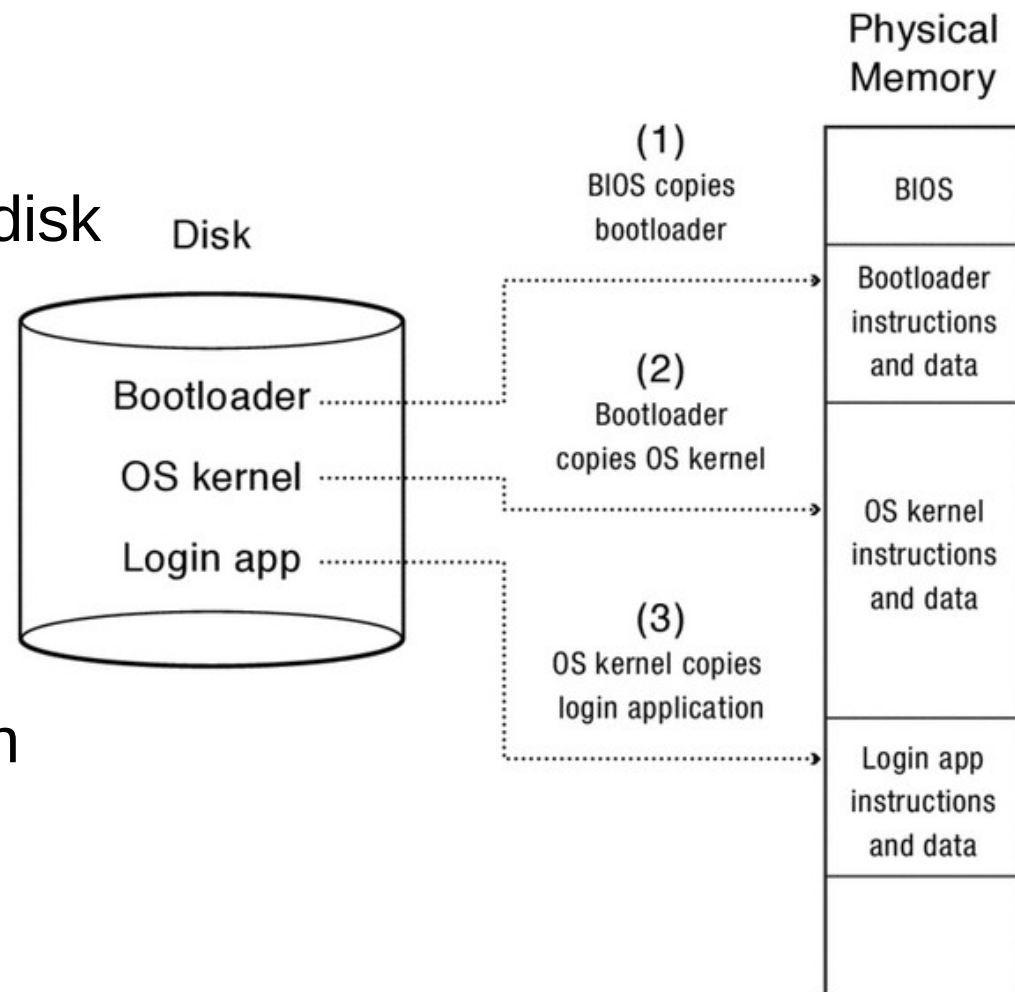 Physical
Memory
(1)
BIOS copies
bootloader
BIOS
disk
Disk
Bootloader
instructions
and data
(2)
Bootloader
copies OS kernel
Bootloader
OS kernel
Login app
OS kernel
instructions
and data
(3)
OS kernel copies
login application
n
Login app
instructions
and data